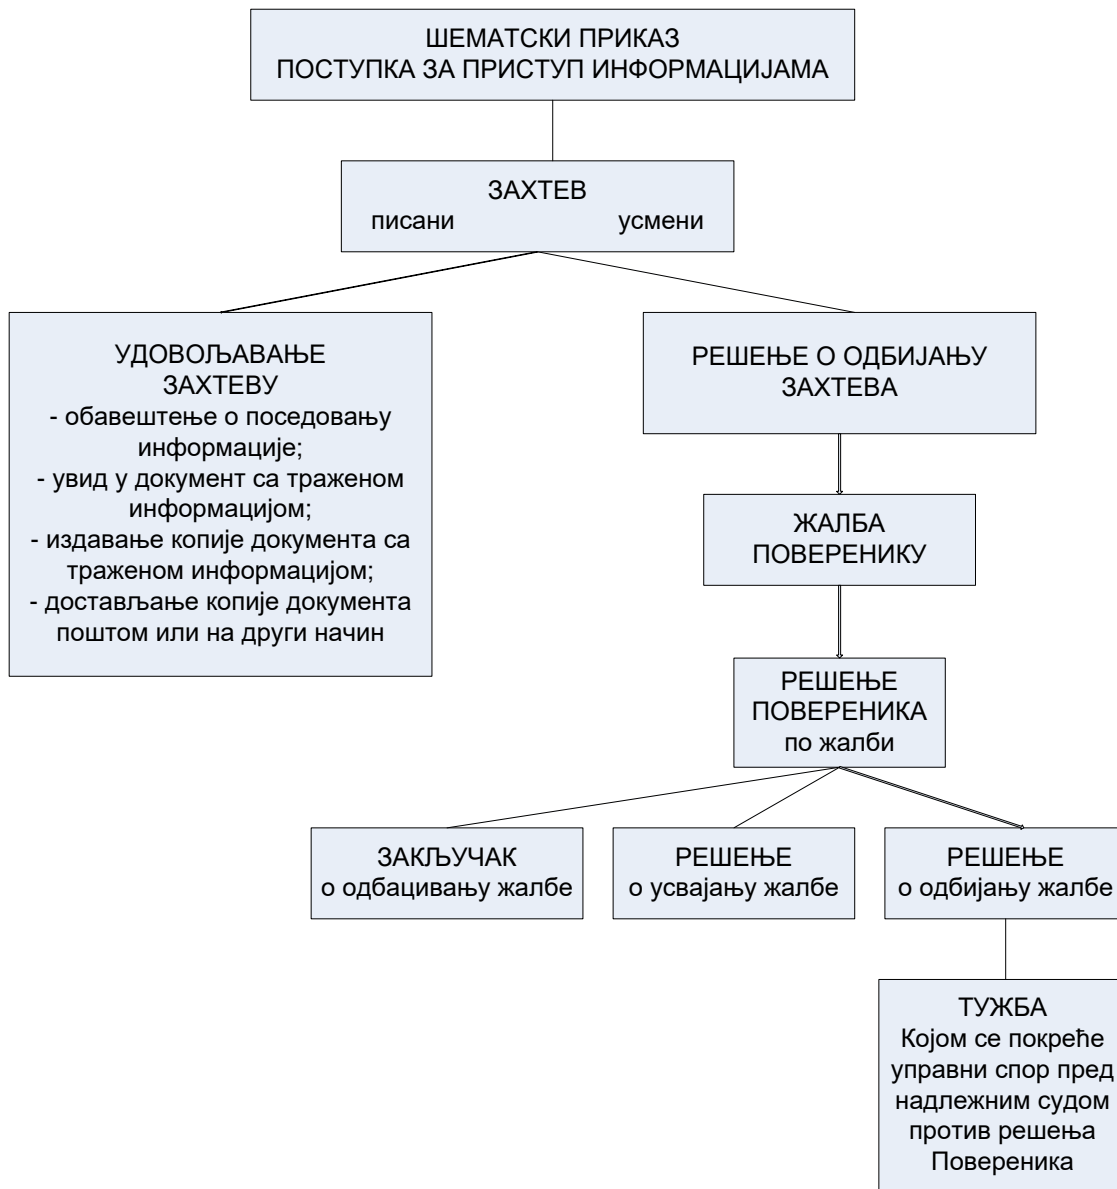 ШЕМАТСКИ ПРИКАЗ
ПОСТУПКА ЗА ПРИСТУП ИНФОРМАЦИЈАМА
ЗАХТЕВ
писани усмени
УДОВОЉАВАЊЕ
ЗАХТЕВУ
- обавештење о поседовању
информације;
- увид у документ са траженом
информацијом;
- издавање копије документа са
траженом информацијом;
- достављање копије документа
поштом или на други начин
РЕШЕЊЕ О ОДБИЈАЊУ
ЗАХТЕВА
ЖАЛБА
ПОВЕРЕНИКУ
РЕШЕЊЕ
ПОВЕРЕНИКА
по жалби
ЗАКЉУЧАК
о одбацивању жалбе
РЕШЕЊЕ
о усвајању жалбе
РЕШЕЊЕ
о одбијању жалбе
ТУЖБА
Којом се покреће
управни спор пред
надлежним судом
против решења
Повереника